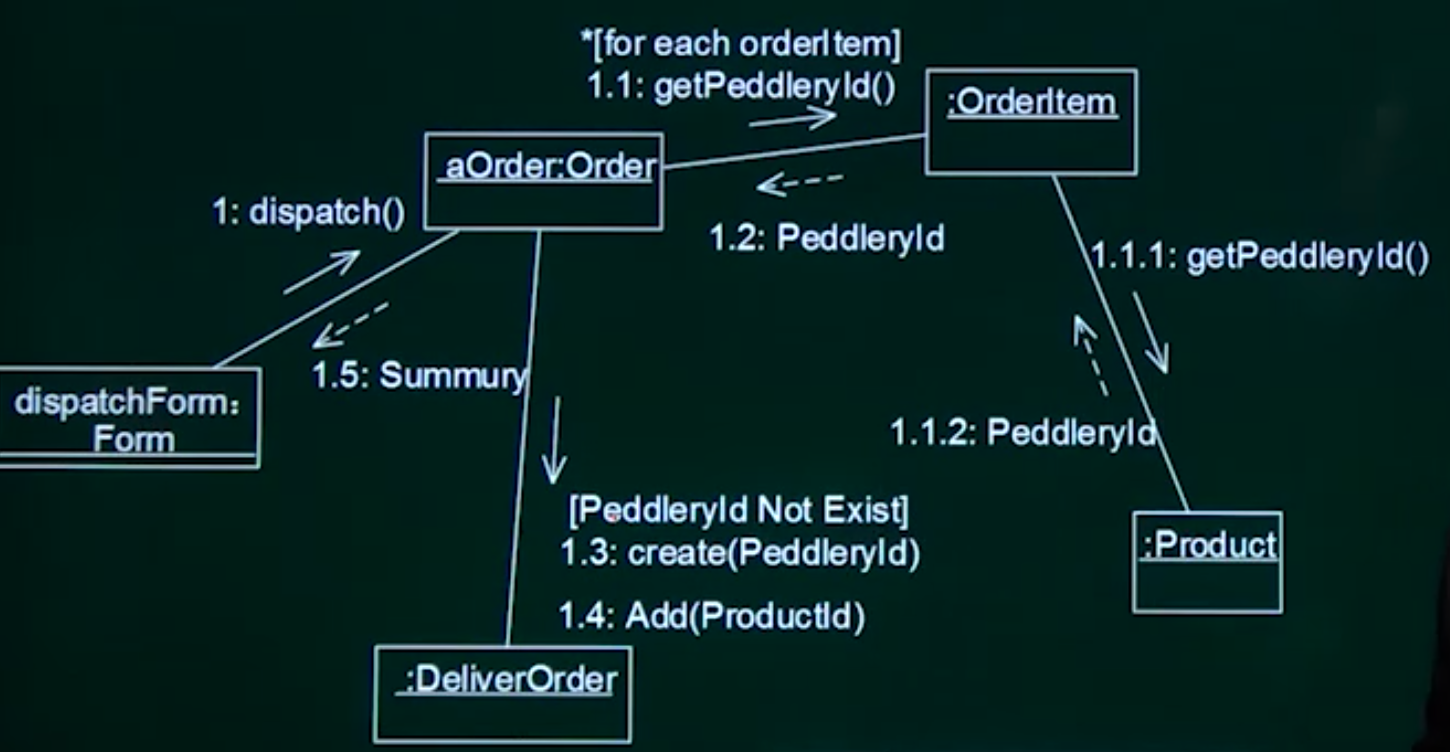 *[for each orderItem]
1.1: getPeddleryId()
:OrderItem
aOrder:Order
1: dispatch()
1.2: PeddleryId
1.1.1: getPeddleryId()
1.5: Summury
dispatchForm:
Form
1.1.2: PeddleryId
[PeddleryId Not Exist]
1.3: create(PeddleryId)
:Product
1.4: Add(ProductId)
:DeliverOrder